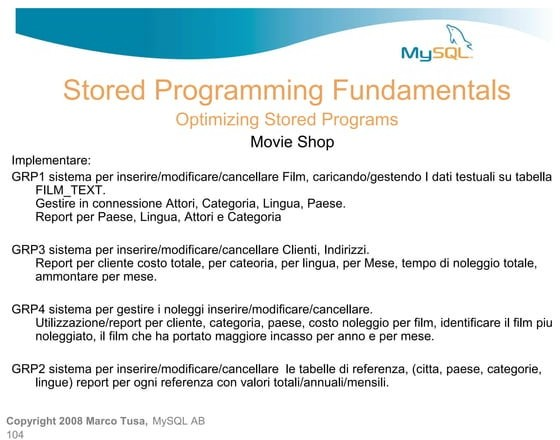 MySQL
Stored Programming Fundamentals
Optimizing Stored Programs
Movie Shop
Implementare:
GRP1 sistema per inserire/modificare/cancellare Film, caricando/gestendo I dati testuali su tabella
FILM_TEXT.
Gestire in connessione Attori, Categoria, Lingua, Paese.
Report per Paese, Lingua, Attori e Categoria
GRP3 sistema per inserire/modificare/cancellare Clienti, Indirizzi.
Report per cliente costo totale, per cateoria, per lingua, per Mese, tempo di noleggio totale,
ammontare per mese.
GRP4 sistema per gestire i noleggi inserire/modificare/cancellare.
Utilizzazione/report per cliente, categoria, paese, costo noleggio per film, identificare il film piu
noleggiato, il film che ha portato maggiore incasso per anno e per mese.
GRP2 sistema per inserire/modificare/cancellare le tabelle di referenza, (citta, paese, categorie,
lingue) report per ogni referenza con valori totali/annuali/mensili.
Copyright 2008 Marco Tusa, MySQL AB
104